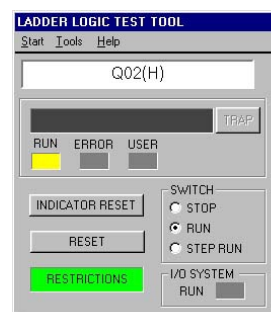 LADDER LOGIC TEST TOOL
Start Tools Help
Q02(H)
TRAP
RUN ERROR USER
INDICATOR RESET
RESET
RESTRICTIONS
SWITCH
STOP
RUN
STEP RUN
I/O SYSTEM
RUN